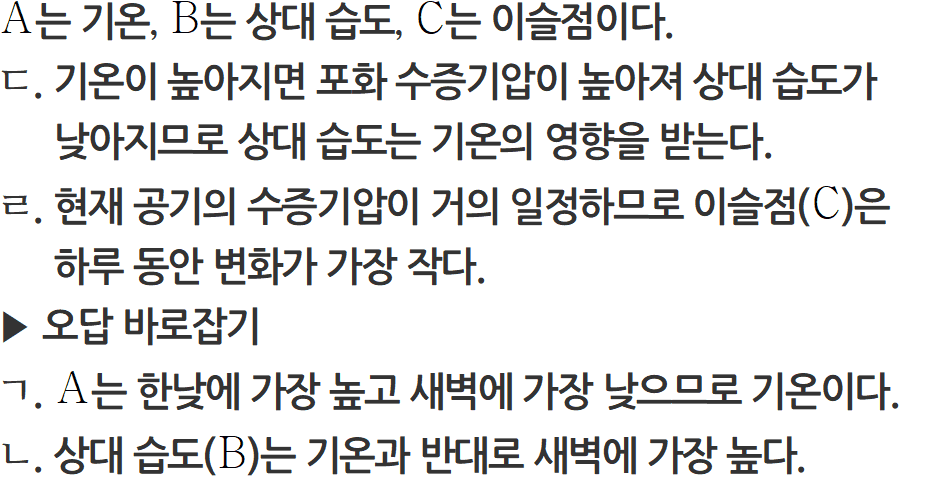 A는 기온, B는 상대 습도, C는 이슬점이다.
ㄷ. 기온이 높아지면 포화 수증기압이 높아져 상대 습도가
낮아지므로 상대 습도는 기온의 영향을 받는다.
ㄹ. 현재 공기의 수증기압이 거의 일정하므로 이슬점(C)은
하루 동안 변화가 가장 작다.
▶ 오답 바로잡기
ㄱ. A는 한낮에 가장 높고 새벽에 가장 낮으므로 기온이다.
ㄴ. 상대 습도(B)는 기온과 반대로 새벽에 가장 높다.